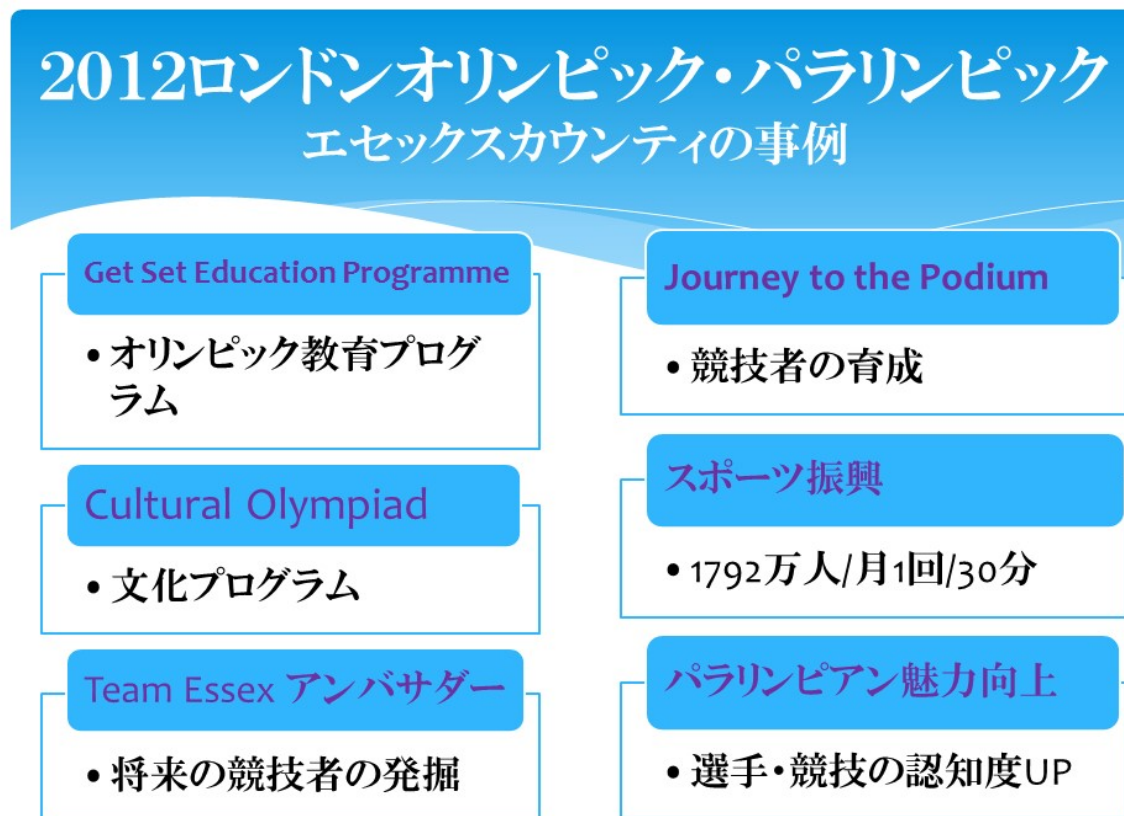 2012ロンドンオリンピック・パラリンピック
エセックスカウンティの事例
Get Set Education Programme
• オリンピック教育プログ
ラム
Cultural Olympiad
• 文化プログラム
Team Essex アンバサダー
• 将来の競技者の発掘
Journey to the Podium
• 競技者の育成
スポーツ振興
• 1792万人/月1回/30分
パラリンピアン魅力向上
• 選手・競技の認知度UP